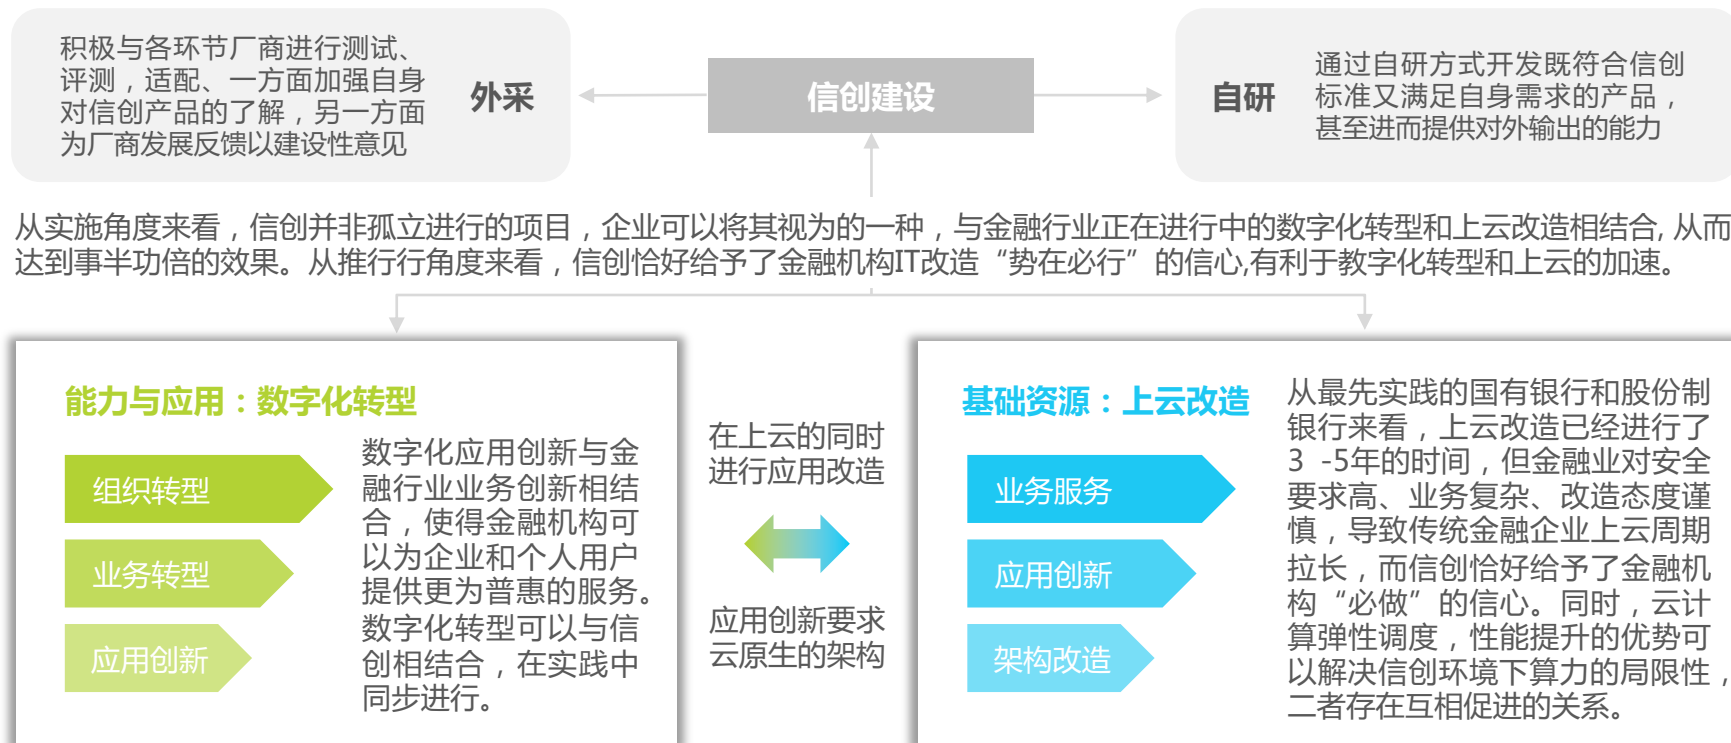 积极与各环节厂商进行测试、
评测，适配、一方面加强自身
对信创产品的了解，另一方面
为厂商发展反馈以建设性意见
外采
信创建设
自研
通过自研方式开发既符合信创
标准又满足自身需求的产品，
甚至进而提供对外输出的能力
从实施角度来看，信创并非孤立进行的项目，企业可以将其视为的一种，与金融行业正在进行中的数字化转型和上云改造相结合, 从而
达到事半功倍的效果。从推行行角度来看，信创恰好给予了金融机构IT改造“势在必行”的信心,有利于教字化转型和上云的加速。
能力与应用：数字化转型
组织转型
业务转型
应用创新
数字化应用创新与金
融行业业务创新相结
合，使得金融机构可
以为企业和个人用户
提供更为普惠的服务。
数字化转型可以与信
创相结合，在实践中
同步进行。
在上云的同时
进行应用改造
应用创新要求
云原生的架构
基础资源：上云改造
业务服务
应用创新
架构改造
从最先实践的国有银行和股份制
银行来看，上云改造已经进行了
3 -5年的时间，但金融业对安全
要求高、业务复杂、改造态度谨
慎，导致传统金融企业上云周期
拉长，而信创恰好给予了金融机
构“必做”的信心。同时，云计
算弹性调度，性能提升的优势可
以解决信创环境下算力的局限性，
二者存在互相促进的关系。